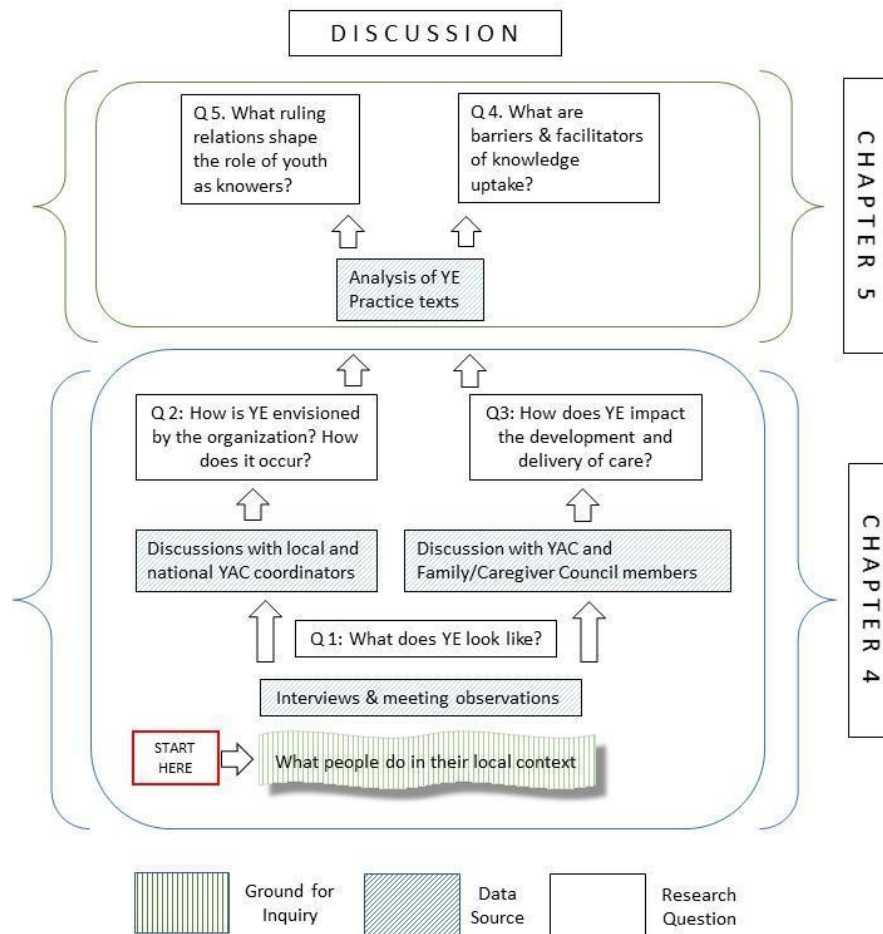 DISCUSSION
Q 5. What ruling
relations shape
the role of youth
as knowers?
Q 4. What are
barriers & facilitators
of knowledge
uptake?
CHAPTER 5
Analysis of YE
Practice texts
Q 2: How is YE envisioned
by the organization? How
does it occur?
Q3: How does YE impact
the development and
delivery of care?
CHAPTER 4
Discussions with local and
national YAC coordinators
Discussion with YAC and
Family/Caregiver Council members
Q 1: What does YE look like?
Interviews & meeting observations
START
HERE
What people do in their local context
Ground for
Inquiry
Data
Source
Research
Question